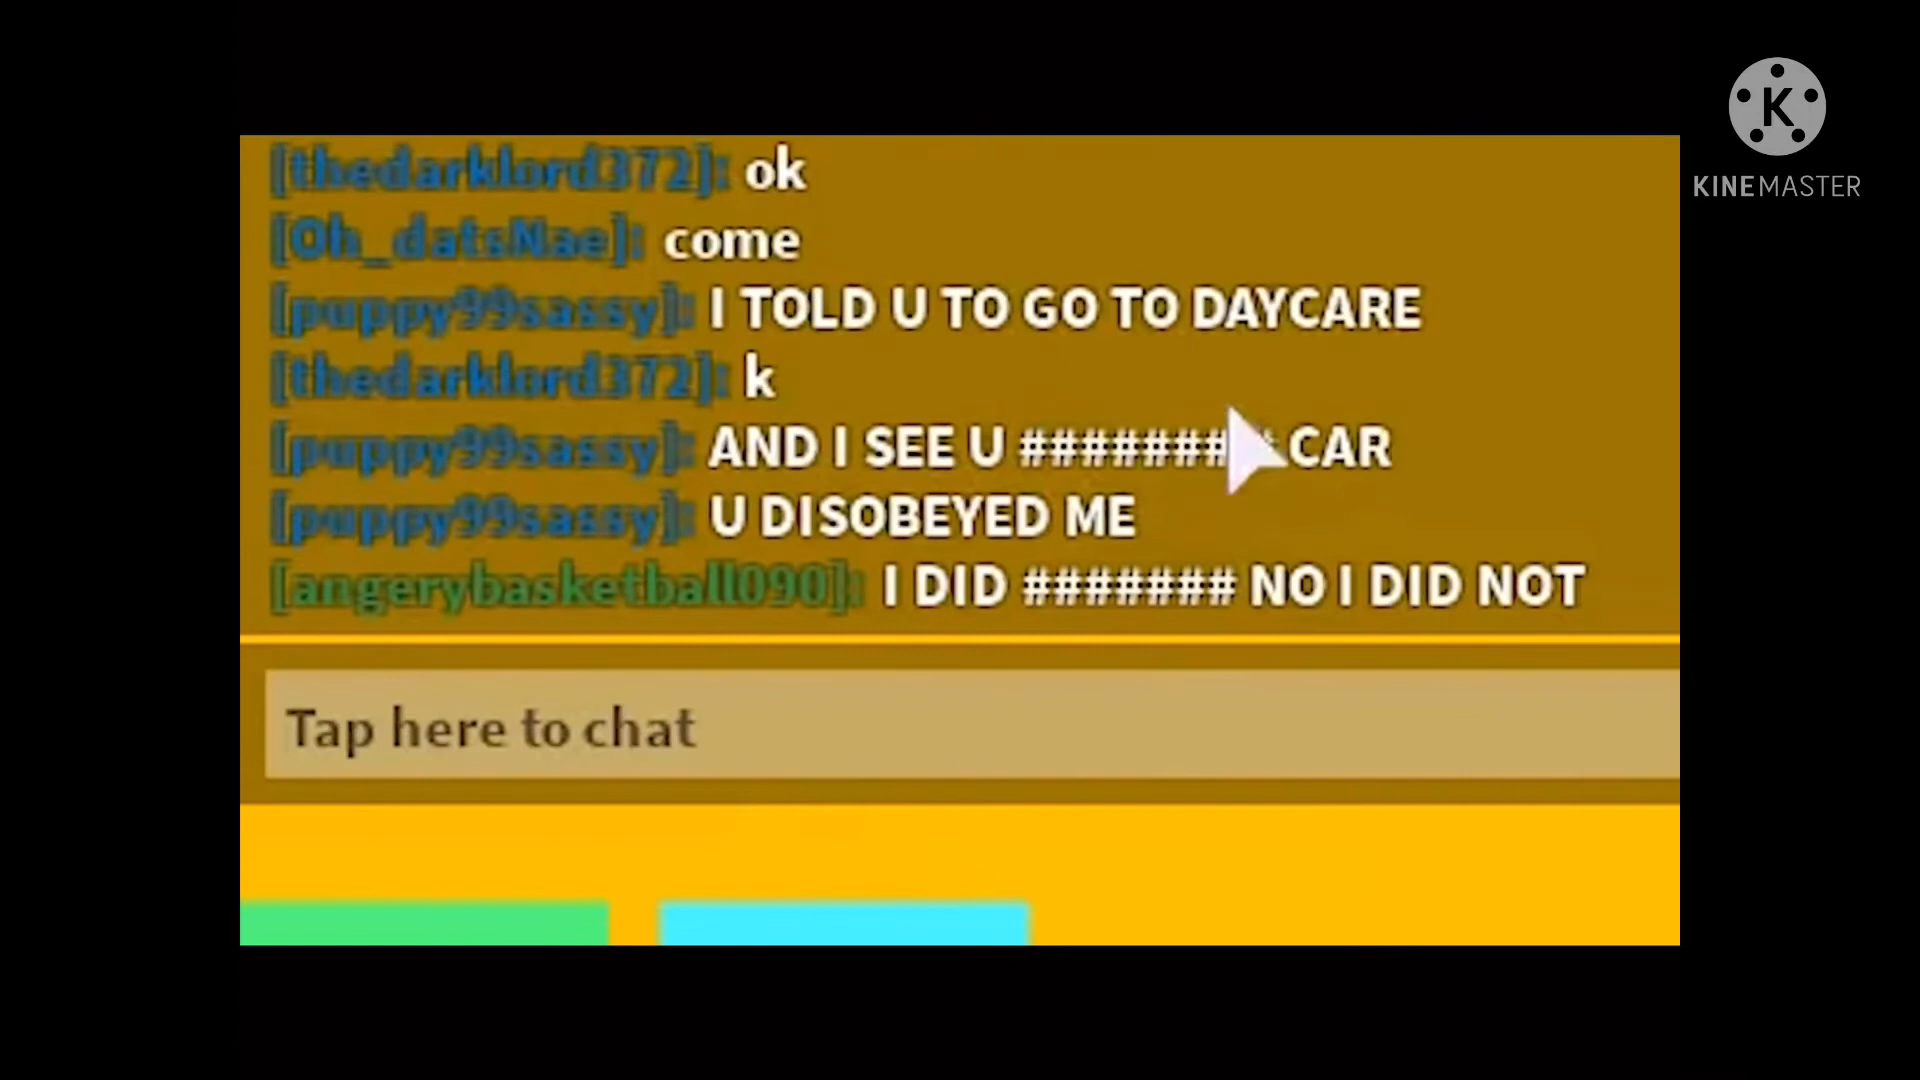 [thedarklord372]: ok
[Oh_datsNae]: come
[puppy99sassy]: I TOLD U TO GO TO DAYCARE
[thedarklord372]: k
[puppy99sassy]: AND I SEE U ######## CAR
[puppy99sassy]: U DISOBEYED ME
[angerybasketball090]: I DID ####### NO I DID NOT
Tap here to chat
K
KINEMASTER